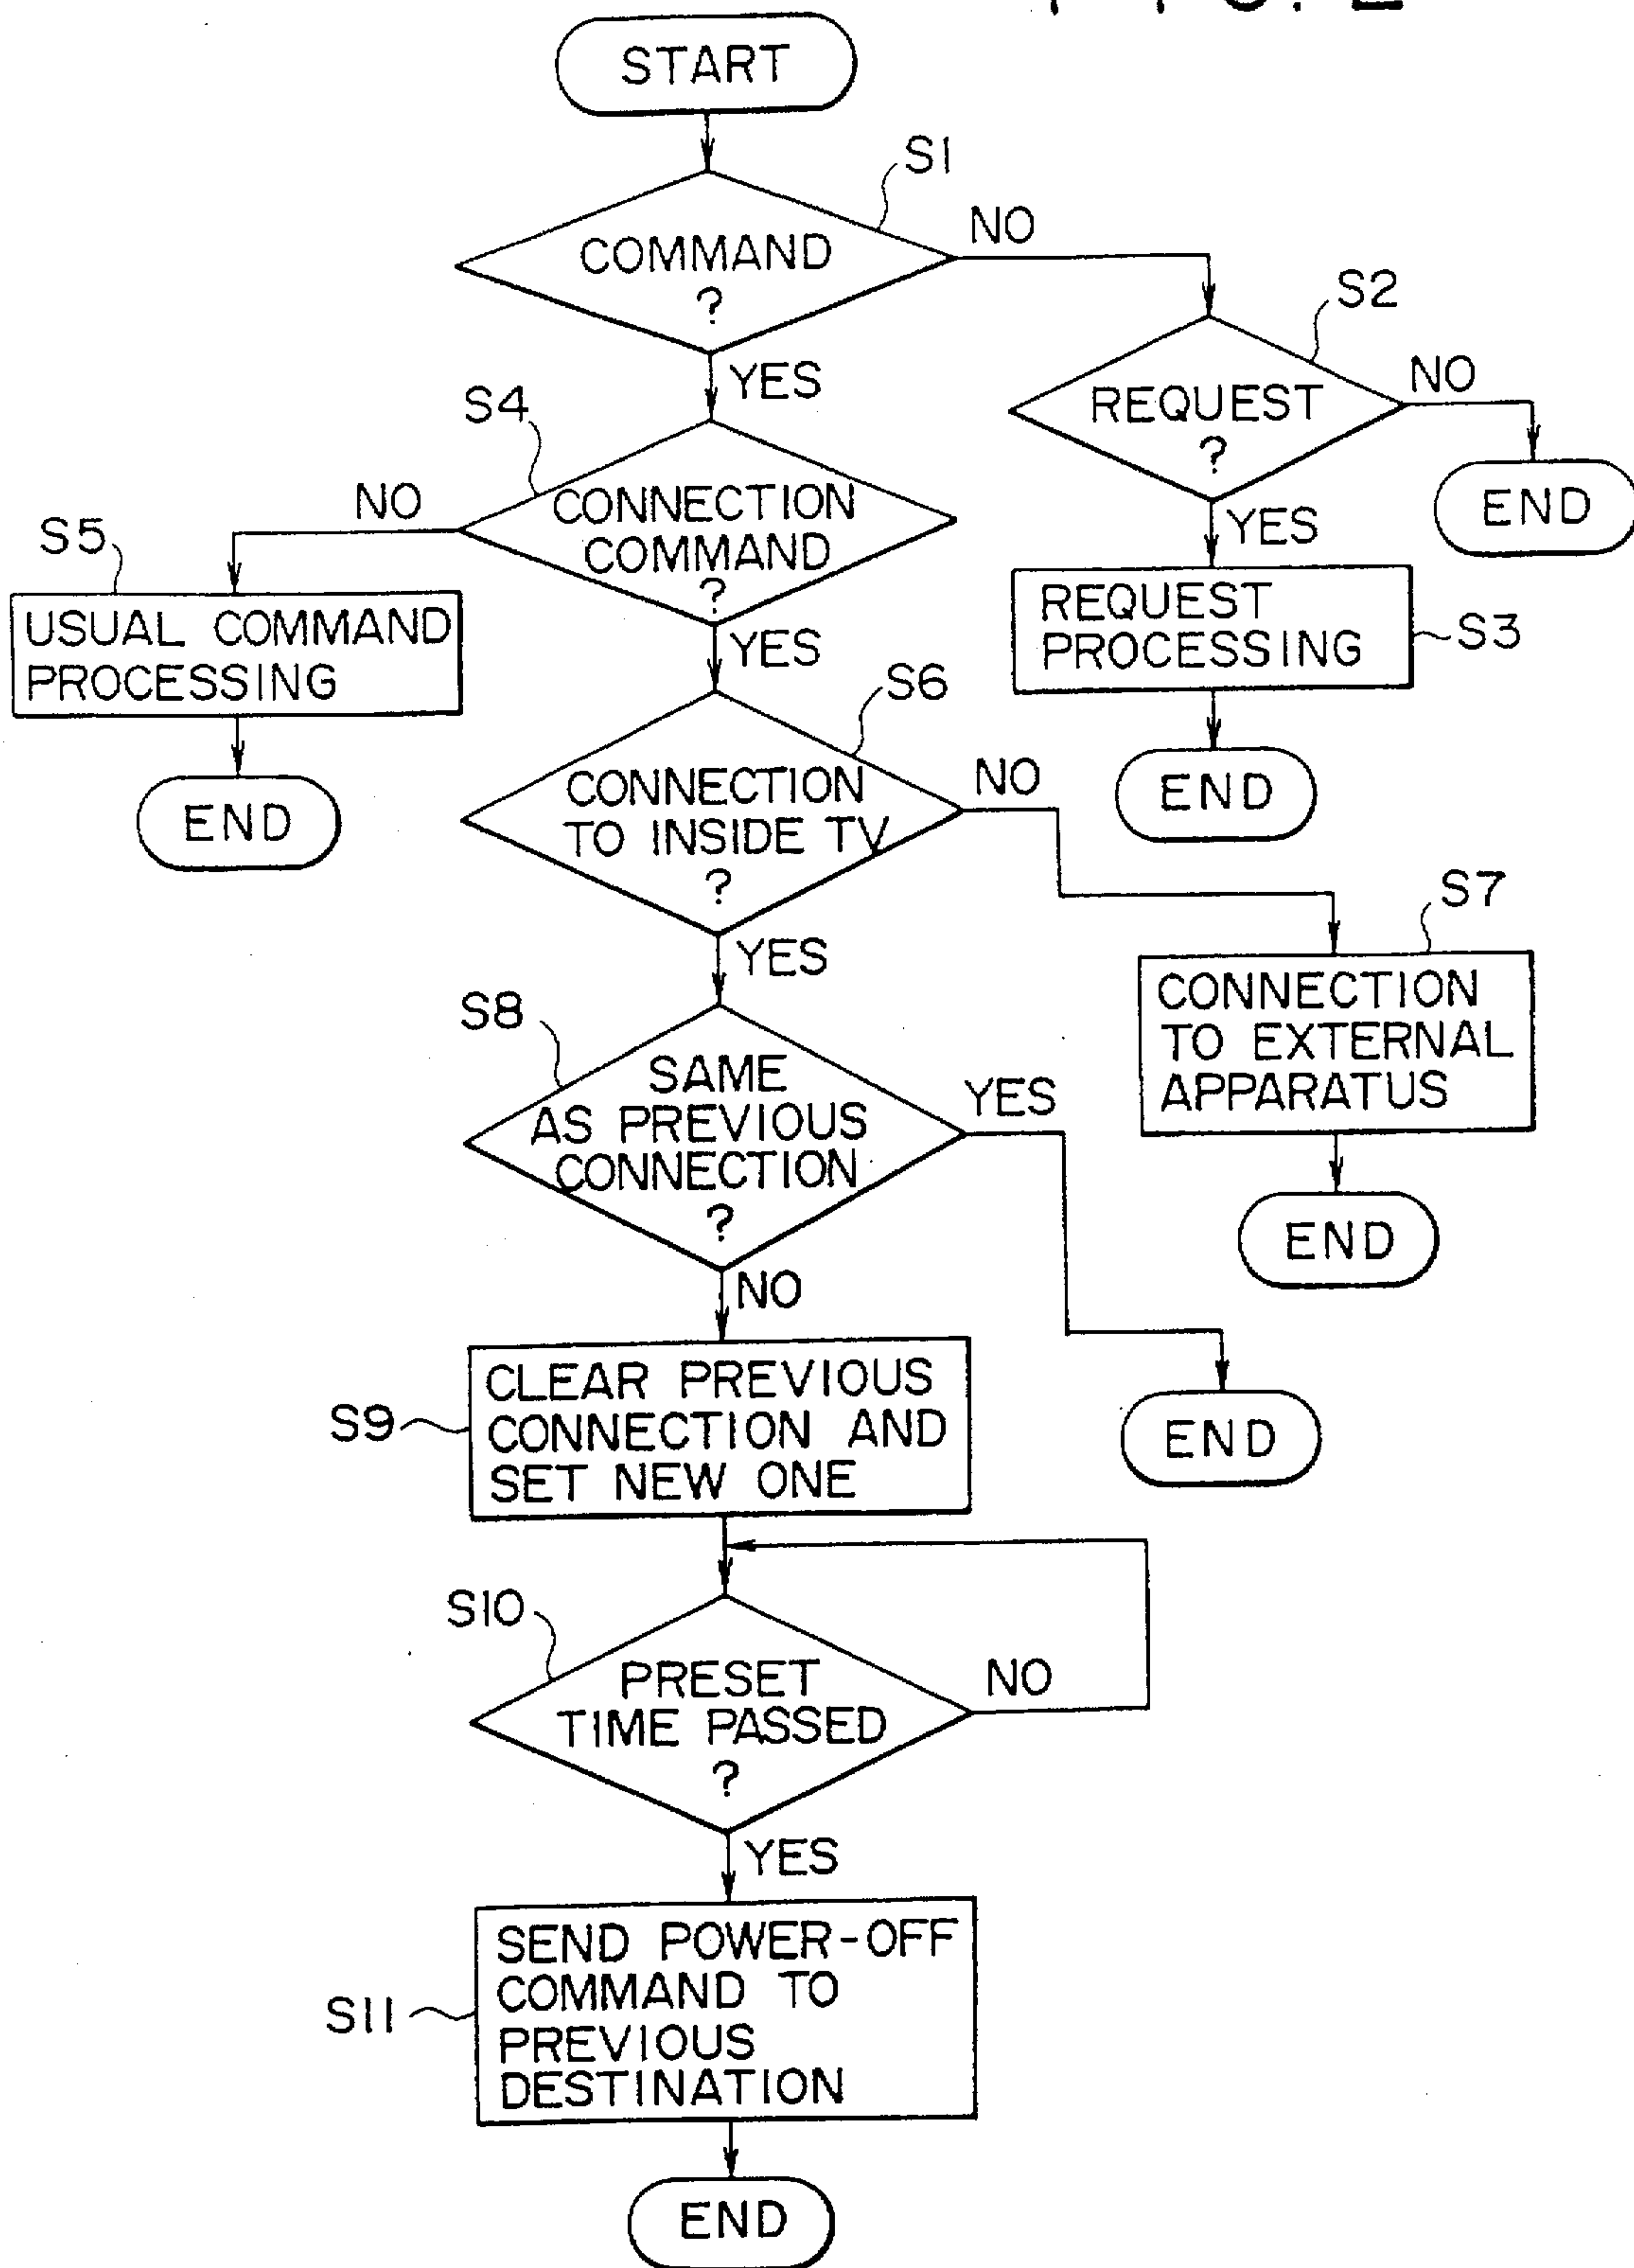 START
S1
COMMAND
?
NO
YES
S2
REQUEST
?
NO
END
YES
REQUEST
PROCESSING
S3
END
S4
CONNECTION
COMMAND
?
NO
S5
USUAL COMMAND
PROCESSING
END
YES
S6
CONNECTION
TO INSIDE TV
?
NO
S7
CONNECTION
TO EXTERNAL
APPARATUS
END
YES
S8
SAME
AS PREVIOUS
CONNECTION
?
YES
END
NO
S9
CLEAR PREVIOUS
CONNECTION AND
SET NEW ONE
S10
PRESET
TIME PASSED
?
NO
YES
S11
SEND POWER-OFF
COMMAND TO
PREVIOUS
DESTINATION
END